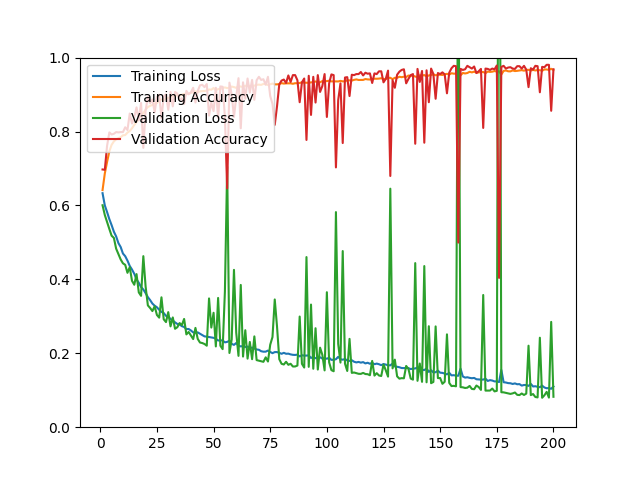 1.0
0.8
0.6
0.4
0.2
0.0
Training Loss
Training Accuracy
Validation Loss
Validation Accuracy
0 25 50 75 100 125 150 175 200